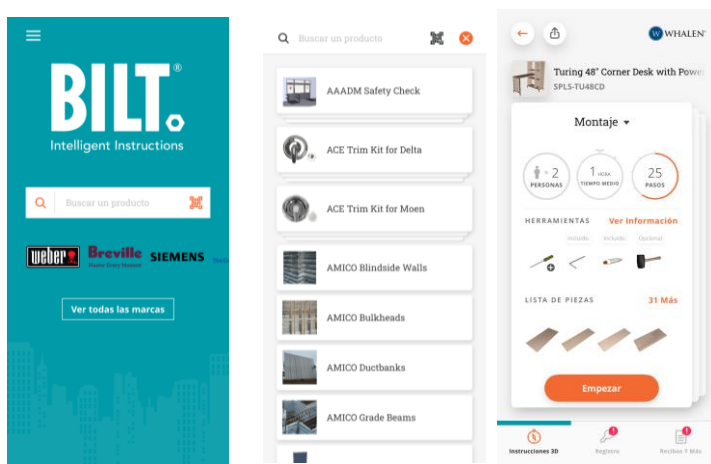 BILT®
Intelligent Instructions
Buscar un producto
weber Breville SIEMENS
Ver todas las marcas
Buscar un producto
AAADM Safety Check
ACE Trim Kit for Delta
ACE Trim Kit for Moen
AMICO Blindside Walls
AMICO Bulkheads
AMICO Ductbanks
AMICO Grade Beams
W WHALEN
Turing 48" Corner Desk with Power
SPLS-TU48CD
Montaje
2
PERSONAS
1 HORA
TIEMPO MEDIO
25
PASOS
HERRAMIENTAS Ver Información
Incluido Incluido Opcional
LISTA DE PIEZAS 31 Más
Empezar
Instrucciones 3D Registro Recibos Y Más